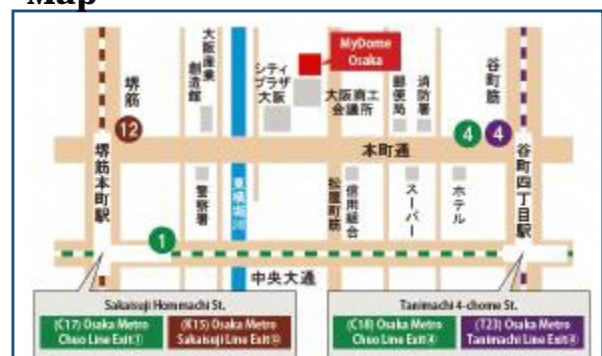 Map
大阪産業
創造館
堺筋
シティ
プラザ
大阪
MyDome
Osaka
大阪商工
会議所
郵便局
消防署
谷町筋
12
4
4
本町通
堺筋本町駅
警察署
東横堀川
松屋町筋
信用組合
スーパー
ホテル
谷町四丁目駅
1
中央大通
Sakaisuji Hommachi St.
(C17) Osaka Metro
Chuo Line Exit①
(K15) Osaka Metro
Sakaisuji Line Exit⑫
Tanimachi 4-chome St.
(C18) Osaka Metro
Chuo Line Exit④
(T23) Osaka Metro
Tanimachi Line Exit④